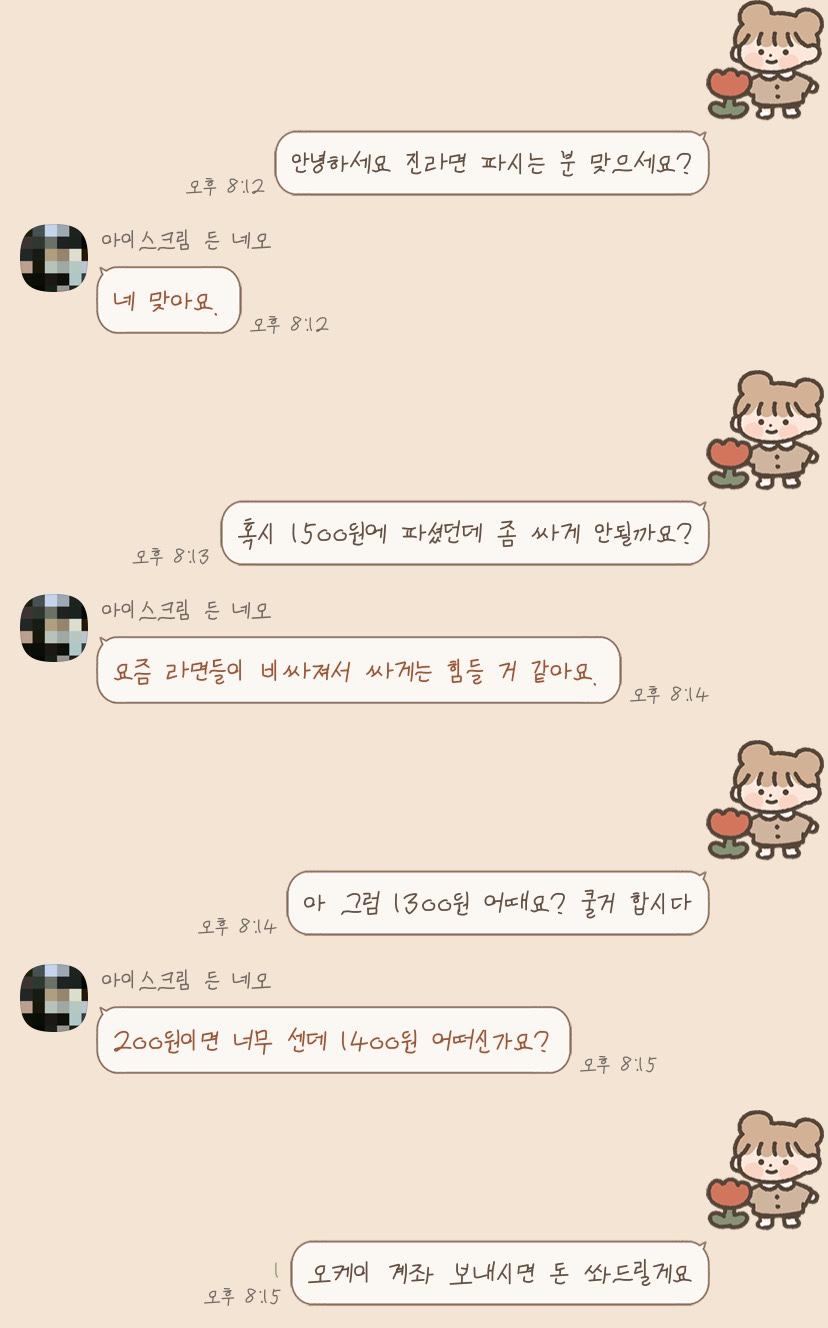 안녕하세요 진라면 파시는 분 맞으세요?
오후 8:12
아이스크림 든 네오
네 맞아요.
오후 8:12
혹시 1500원에 파셨던데 좀 싸게 안될까요?
오후 8:13
아이스크림 든 네오
요즘 라면들이 비싸져서 싸게는 힘들 거 같아요.
오후 8:14
아 그럼 1300원 어때요? 쿨거 합시다
오후 8:14
아이스크림 든 네오
200원이면 너무 센데 1400원 어떠신가요?
오후 8:15
오케이 계좌 보내시면 돈 쏴드릴게요
1
오후 8:15